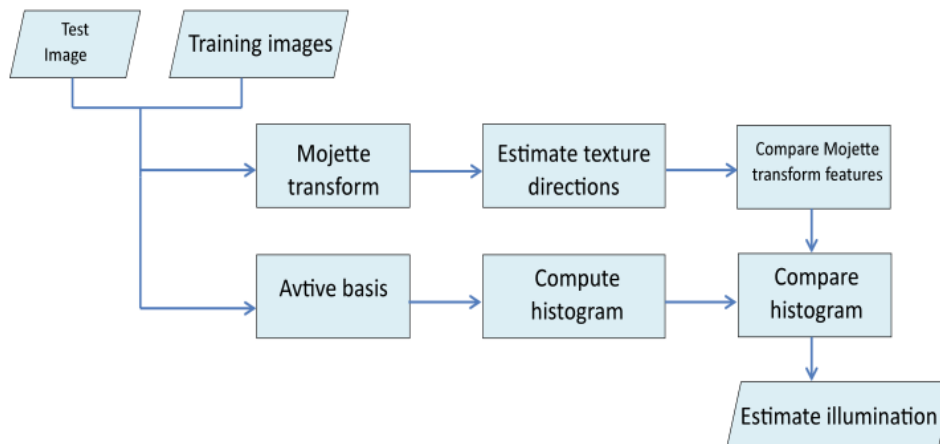 Test
Image
Training images
Mojette
transform
Estimate texture
directions
Compare Mojette
transform features
Avtive basis
Compute
histogram
Compare
histogram
Estimate illumination